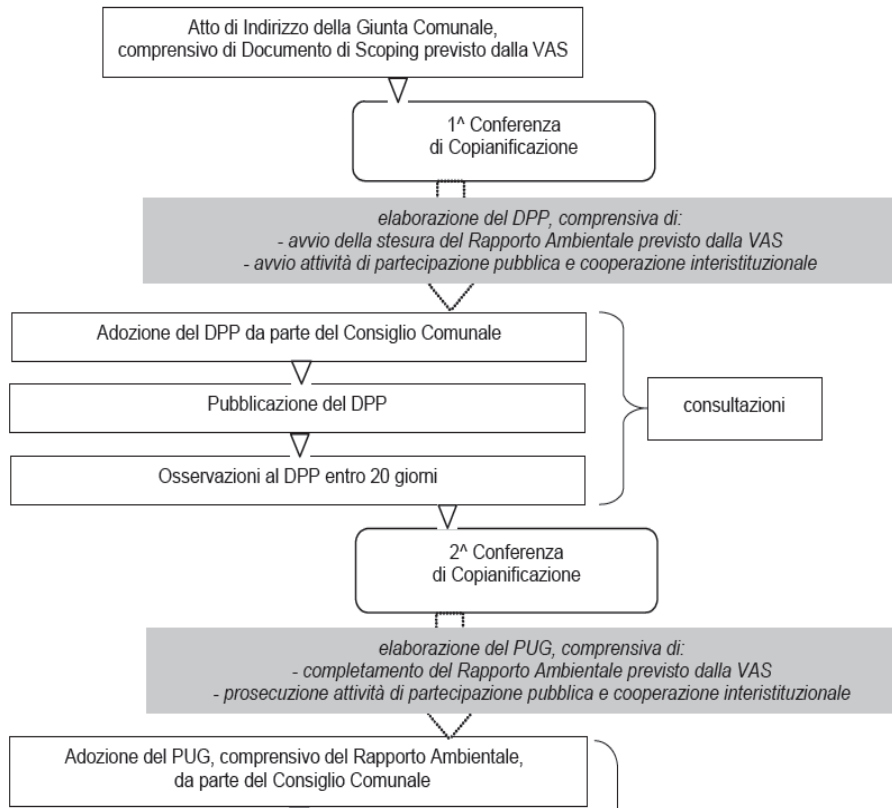 Atto di Indirizzo della Giunta Comunale,
comprensivo di Documento di Scoping previsto dalla VAS
1^ Conferenza
di Copianificazione
elaborazione del DPP, comprensiva di:
- avvio della stesura del Rapporto Ambientale previsto dalla VAS
- avvio attività di partecipazione pubblica e cooperazione interistituzionale
Adozione del DPP da parte del Consiglio Comunale
Pubblicazione del DPP
consultazioni
Osservazioni al DPP entro 20 giorni
2^ Conferenza
di Copianificazione
elaborazione del PUG, comprensiva di:
- completamento del Rapporto Ambientale previsto dalla VAS
- prosecuzione attività di partecipazione pubblica e cooperazione interistituzionale
Adozione del PUG, comprensivo del Rapporto Ambientale,
da parte del Consiglio Comunale